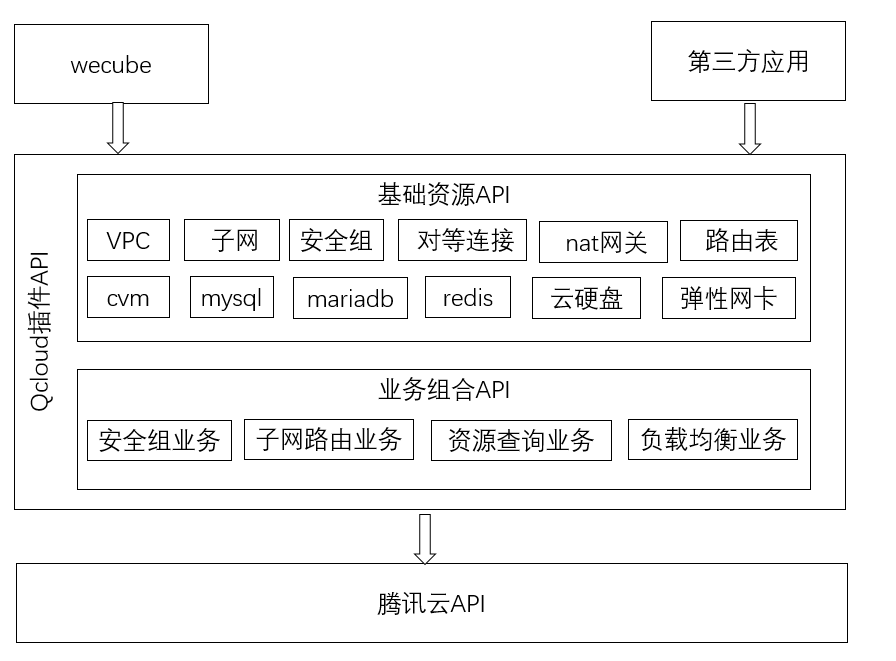 wecube
第三方应用
Qcloud插件API
基础资源API
VPC
子网
安全组
对等连接
nat网关
路由表
cvm
mysql
mariadb
redis
云硬盘
弹性网卡
业务组合API
安全组业务
子网路由业务
资源查询业务
负载均衡业务
腾讯云API